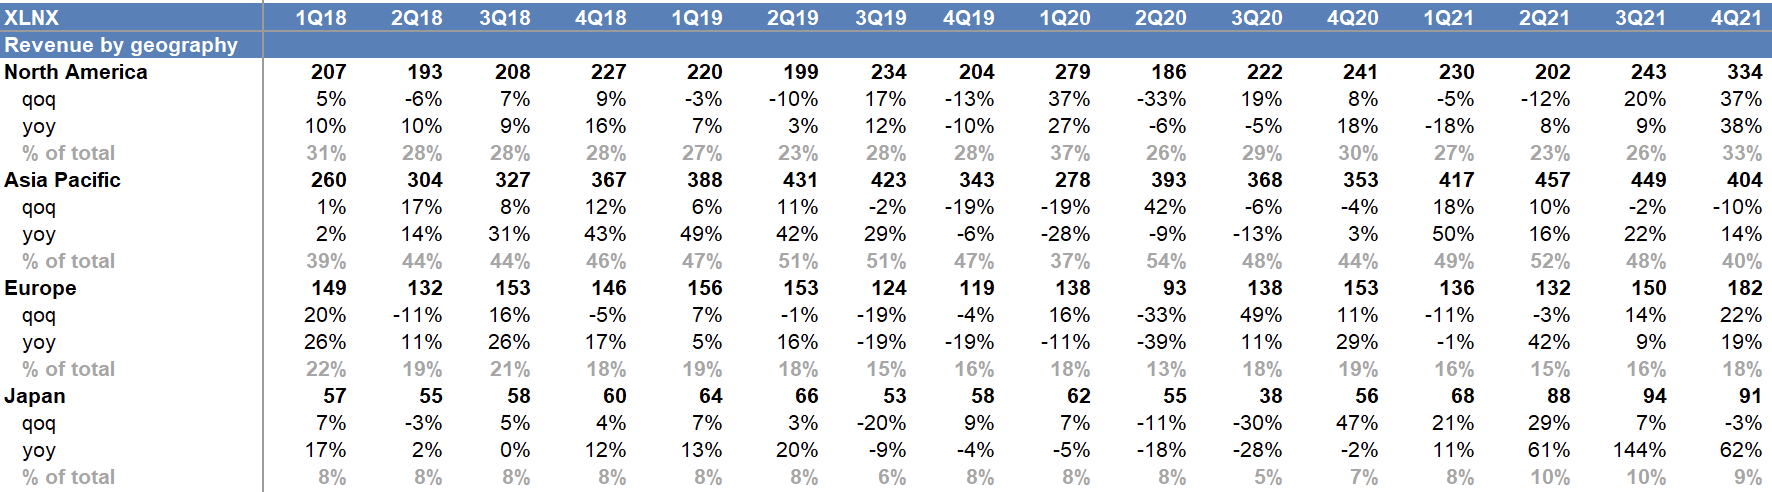 XLNX 1Q18 2Q18 3Q18 4Q18 1Q19 2Q19 3Q19 4Q19 1Q20 2Q20 3Q20 4Q20 1Q21 2Q21 3Q21 4Q21
Revenue by geography
North America 207 193 208 227 220 199 234 204 279 186 222 241 230 202 243 334
qoq 5% -6% 7% 9% -3% -10% 17% -13% 37% -33% 19% 8% -5% -12% 20% 37%
yoy 10% 10% 9% 16% 7% 3% 12% -10% 27% -6% -5% 18% -18% 8% 9% 38%
% of total 31% 28% 28% 28% 27% 23% 28% 28% 37% 26% 29% 30% 27% 23% 26% 33%
Asia Pacific 260 304 327 367 388 431 423 343 278 393 368 353 417 457 449 404
qoq 1% 17% 8% 12% 6% 11% -2% -19% -19% 42% -6% -4% 18% 10% -2% -10%
yoy 2% 14% 31% 43% 49% 42% 29% -6% -28% -9% -13% 3% 50% 16% 22% 14%
% of total 39% 44% 44% 46% 47% 51% 51% 47% 37% 54% 48% 44% 49% 52% 48% 40%
Europe 149 132 153 146 156 153 124 119 138 93 138 153 136 132 150 182
qoq 20% -11% 16% -5% 7% -1% -19% -4% 16% -33% 49% 11% -11% -3% 14% 22%
yoy 26% 11% 26% 17% 5% 16% -19% -19% -11% -39% 11% 29% -1% 42% 9% 19%
% of total 22% 19% 21% 18% 19% 18% 15% 16% 18% 13% 18% 19% 16% 15% 16% 18%
Japan 57 55 58 60 64 66 53 58 62 55 38 56 68 88 94 91
qoq 7% -3% 5% 4% 7% 3% -20% 9% 7% -11% -30% 47% 21% 29% 7% -3%
yoy 17% 2% 0% 12% 13% 20% -9% -4% -5% -18% -28% -2% 11% 61% 144% 62%
% of total 8% 8% 8% 8% 8% 8% 6% 8% 8% 8% 5% 7% 8% 10% 10% 9%